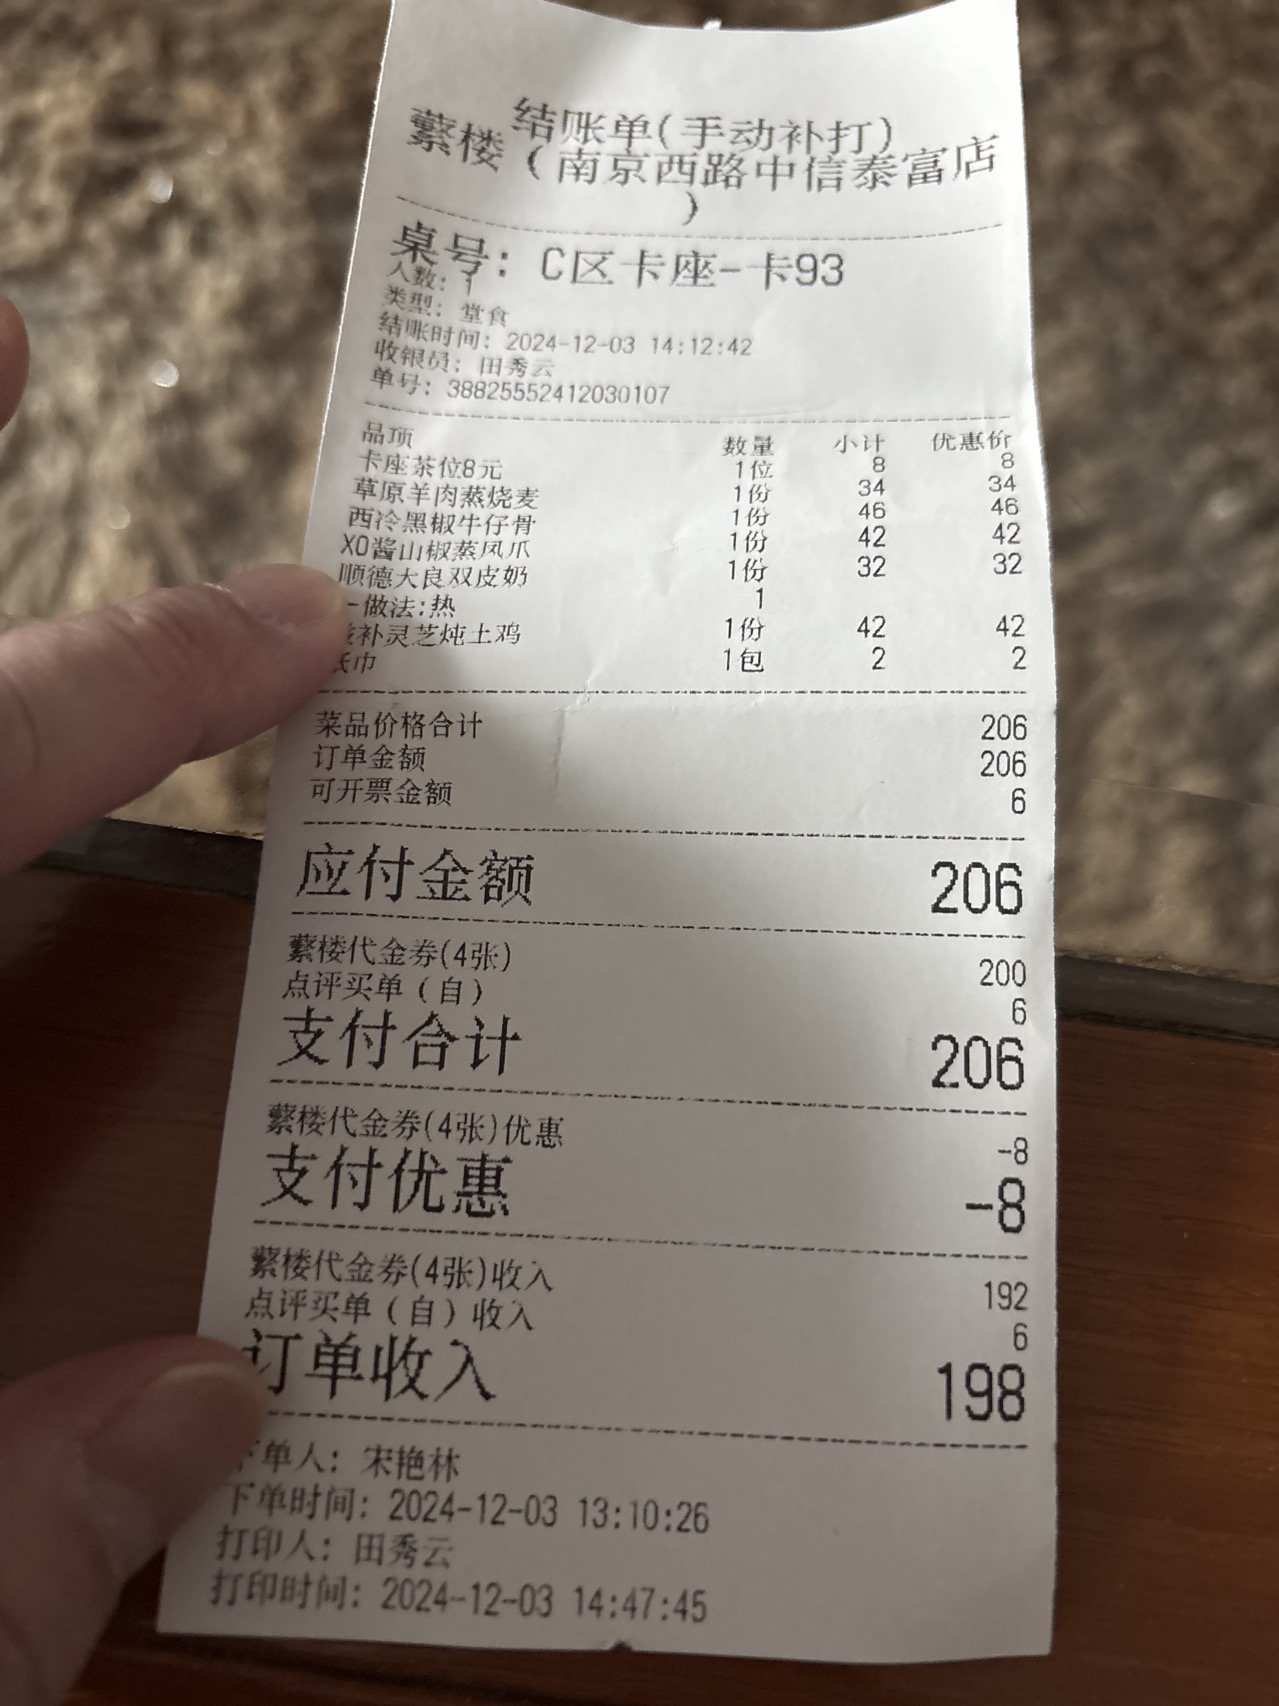 结账单(手动补打)
蘩楼（南京西路中信泰富店
）
桌号：C区卡座-卡93
人数：1
类型：堂食
结账时间：2024-12-03 14:12:42
收银员：田秀云
单号：38825552412030107
品项 数量 小计 优惠价
卡座茶位8元 1位 8 8
草原羊肉蒸烧麦 1份 34 34
西冷黑椒牛仔骨 1份 46 46
XO酱山椒蒸凤爪 1份 42 42
顺德大良双皮奶 1份 32 32
-做法:热 1
补灵芝炖土鸡 1份 42 42
纸巾 1包 2 2
菜品价格合计 206
订单金额 206
可开票金额 6
应付金额 206
蘩楼代金券(4张) 200
点评买单（自） 6
支付合计 206
蘩楼代金券(4张)优惠 -8
支付优惠 -8
蘩楼代金券(4张)收入 192
点评买单（自）收入 6
订单收入 198
下单人：宋艳林
下单时间：2024-12-03 13:10:26
打印人：田秀云
打印时间：2024-12-03 14:47:45